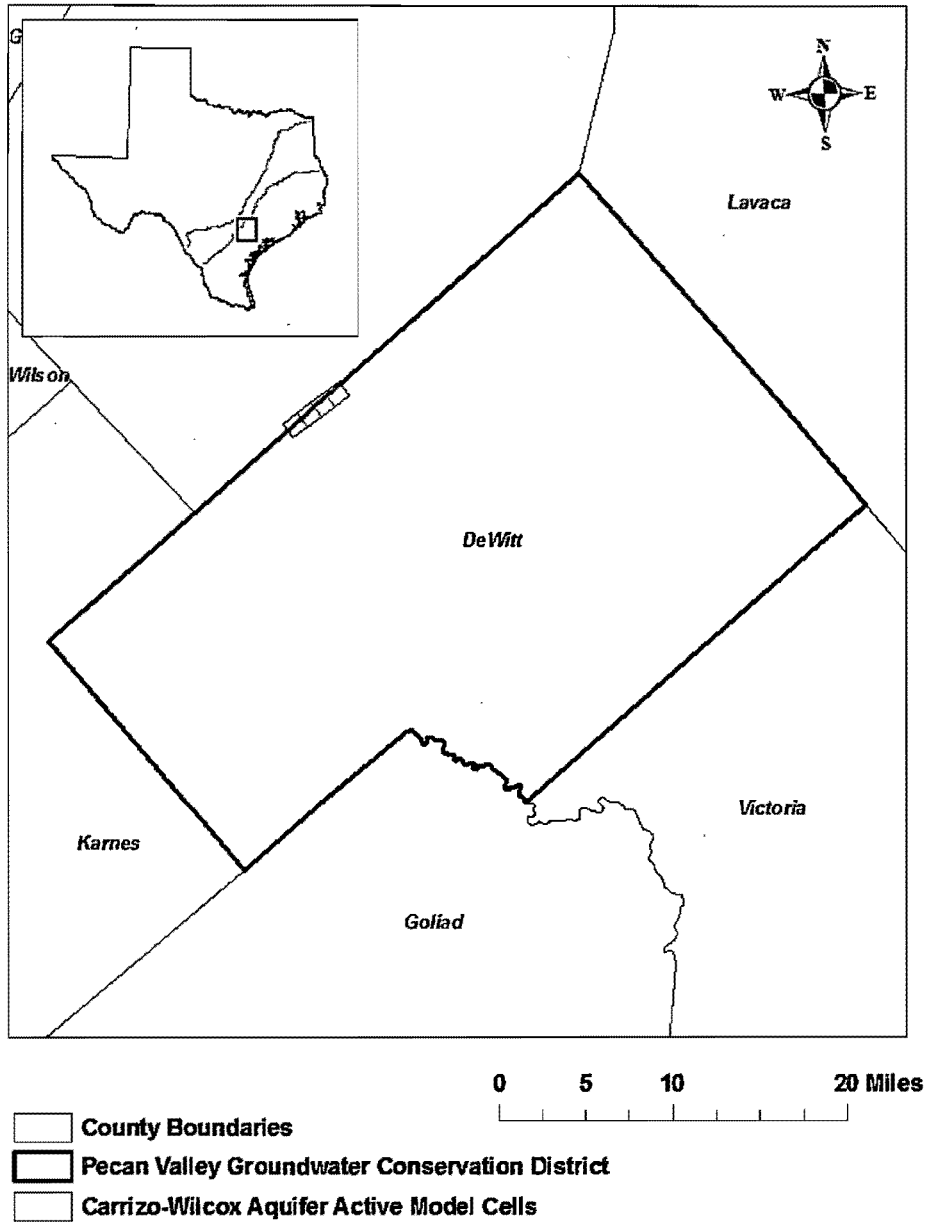 G
N
W E
S
Lavaca
Wilson
DeWitt
Victoria
Karnes
Goliad
0 5 10 20 Miles
County Boundaries
Pecan Valley Groundwater Conservation District
Carrizo-Wilcox Aquifer Active Model Cells